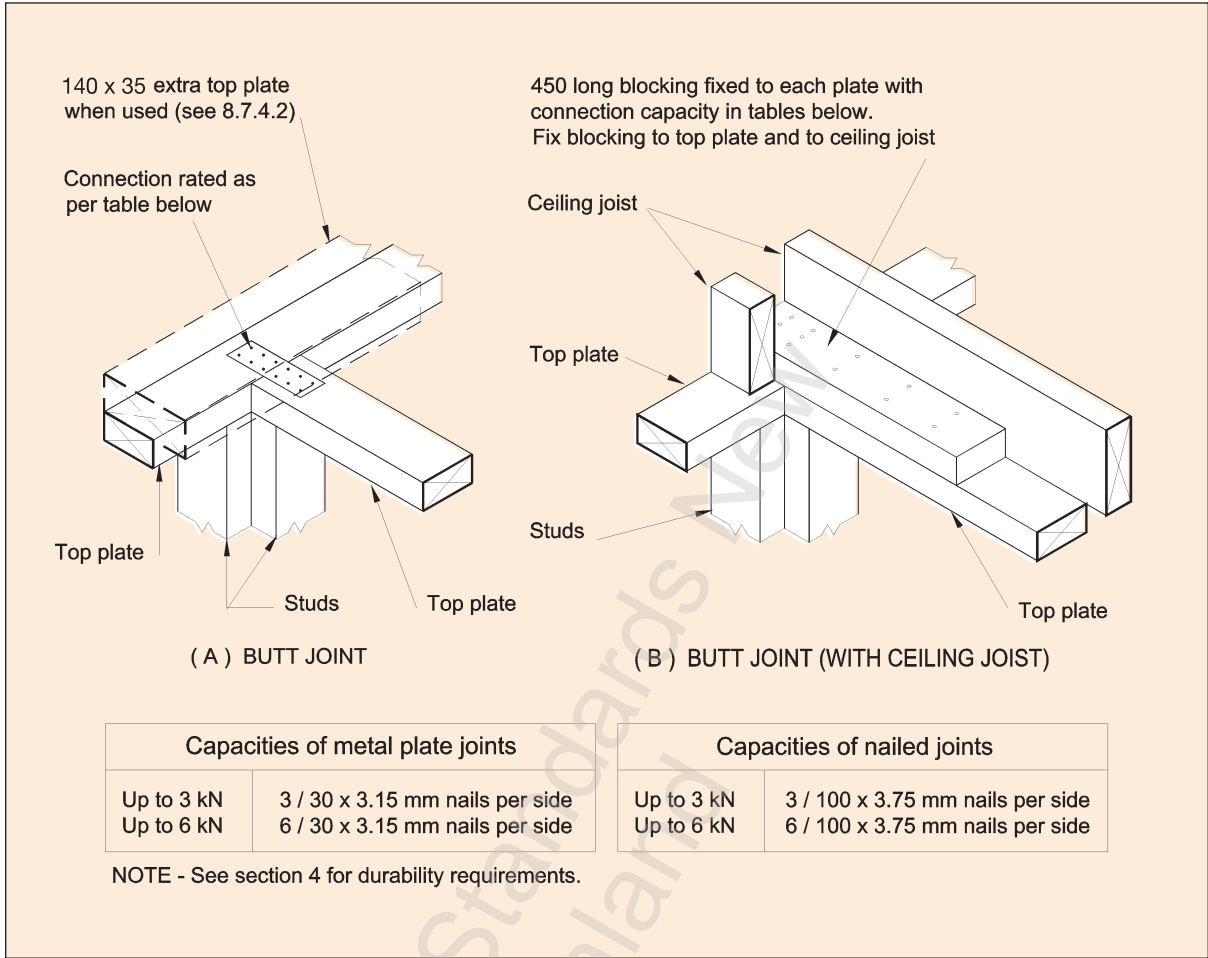 140 x 35 extra top plate
when used (see 8.7.4.2)
Connection rated as
per table below
Top plate
Studs
Top plate
( A ) BUTT JOINT
450 long blocking fixed to each plate with
connection capacity in tables below.
Fix blocking to top plate and to ceiling joist
Ceiling joist
Top plate
Studs
Top plate
( B ) BUTT JOINT (WITH CEILING JOIST)
Capacities of metal plate joints
Up to 3 kN 3 / 30 x 3.15 mm nails per side
Up to 6 kN 6 / 30 x 3.15 mm nails per side
Capacities of nailed joints
Up to 3 kN 3 / 100 x 3.75 mm nails per side
Up to 6 kN 6 / 100 x 3.75 mm nails per side
NOTE - See section 4 for durability requirements.
Standards New